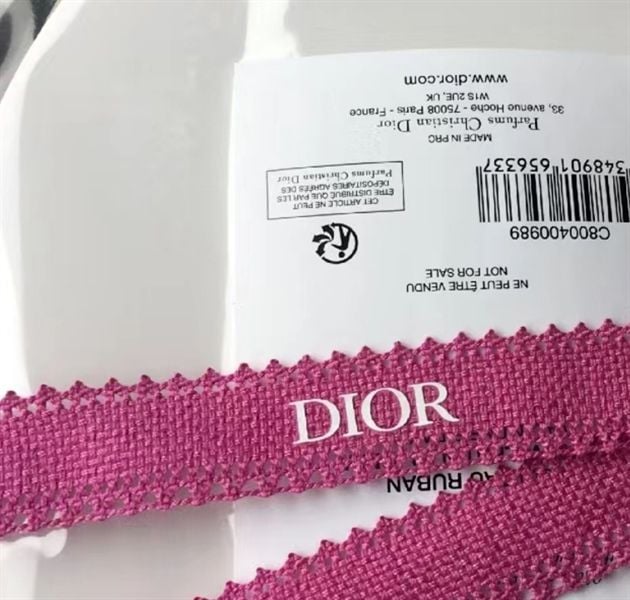 DIOR
RUBAN
NE PEUT ÊTRE VENDU
NOT FOR SALE
C800400989
348901 656337
CET ARTICLE NE PEUT
ÊTRE DISTRIBUÉ QUE PAR LES
DÉPOSITAIRES AGRÉÉS DES
Parfums Christian Dior
MADE IN PRC
Parfums Christian Dior
33, avenue Hoche - 75008 Paris - France
W1S 2UE, UK
www.dior.com